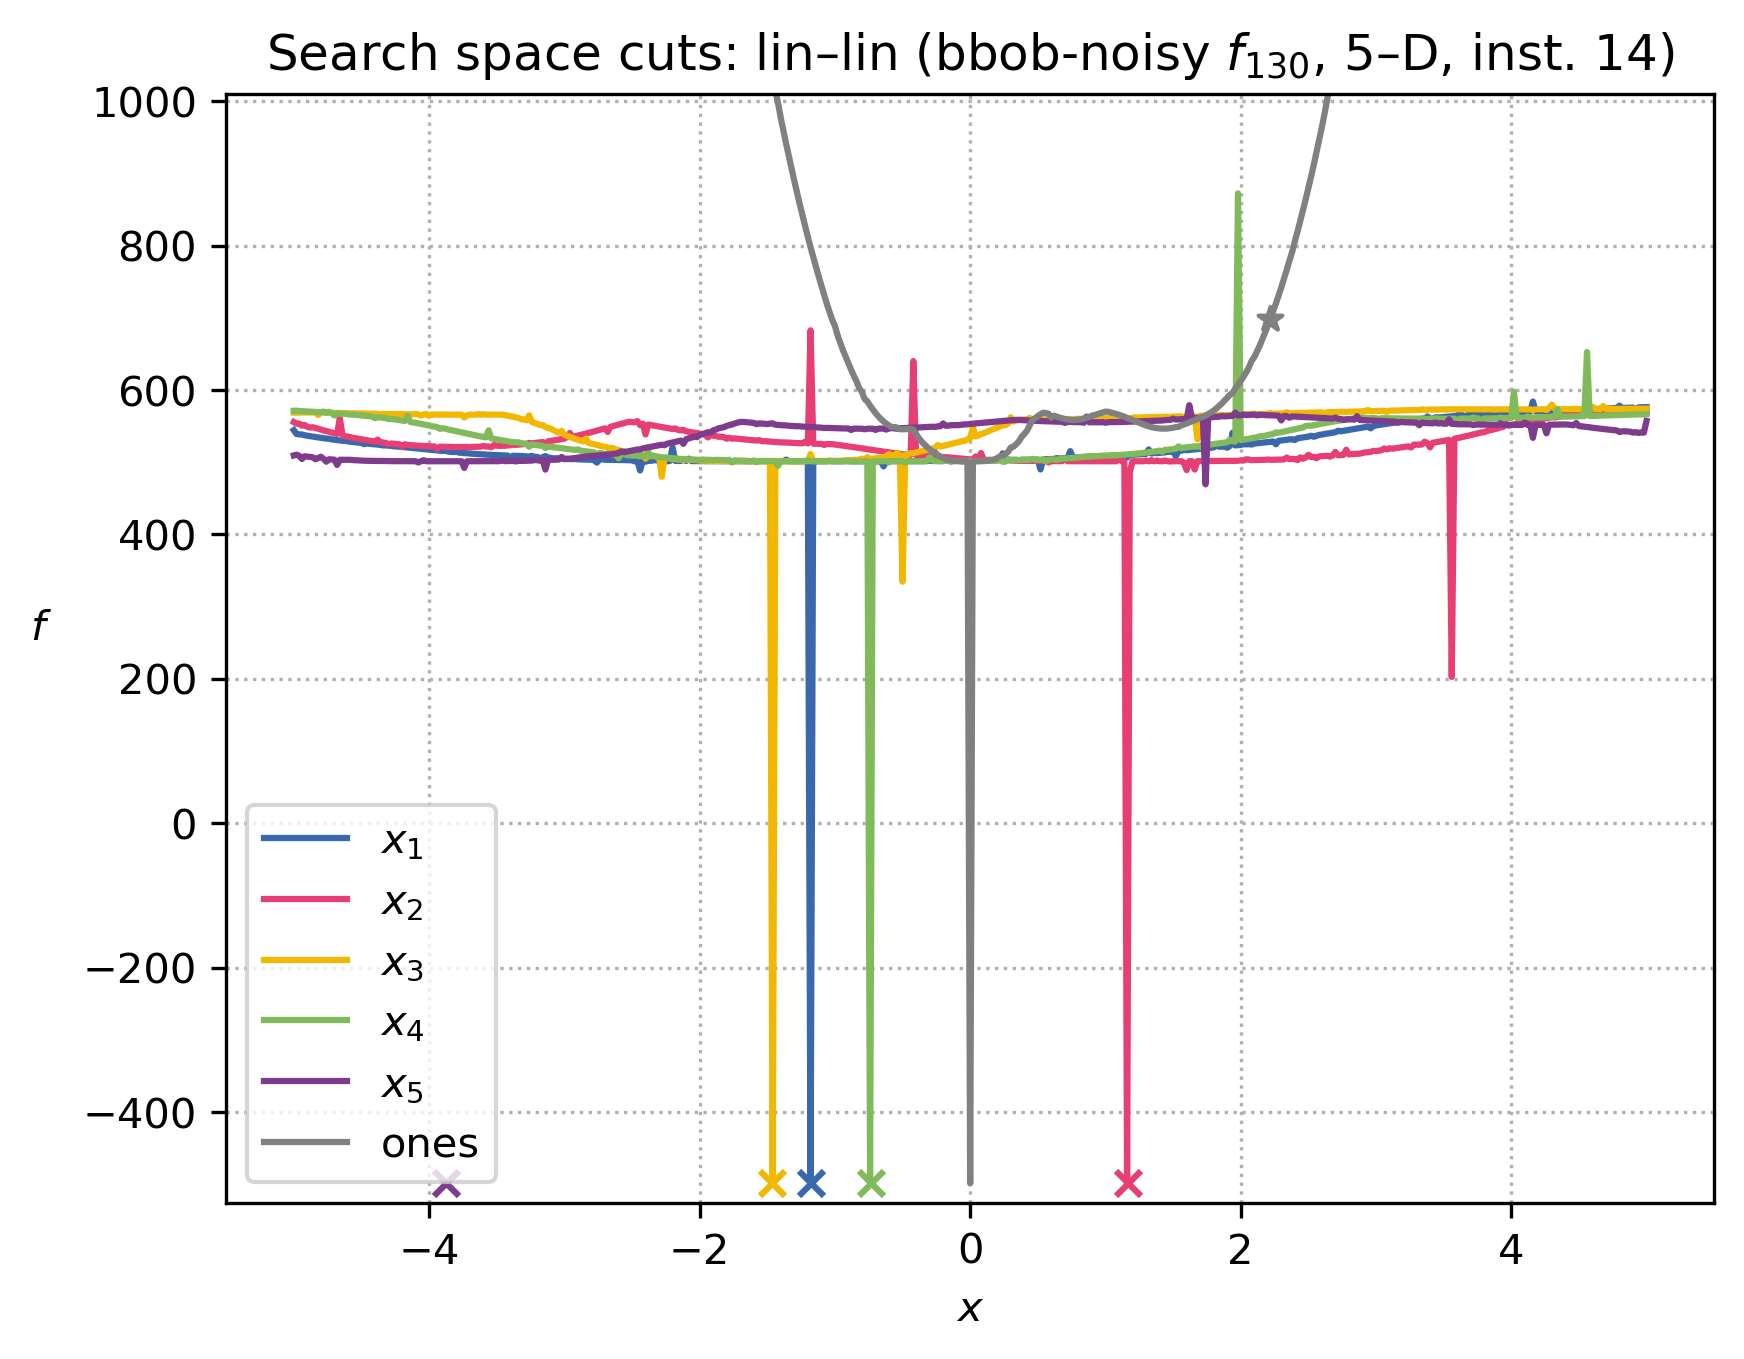 Search space cuts: lin–lin (bbob-noisy f₁₃₀, 5–D, inst. 14)
1000
800
600
400
200
0
−200
−400
f
x₁
x₂
x₃
x₄
x₅
ones
−4 −2 0 2 4
x